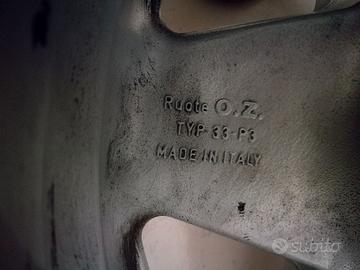 Ruote O.Z.
TYP-33-P3
MADE IN ITALY
subito